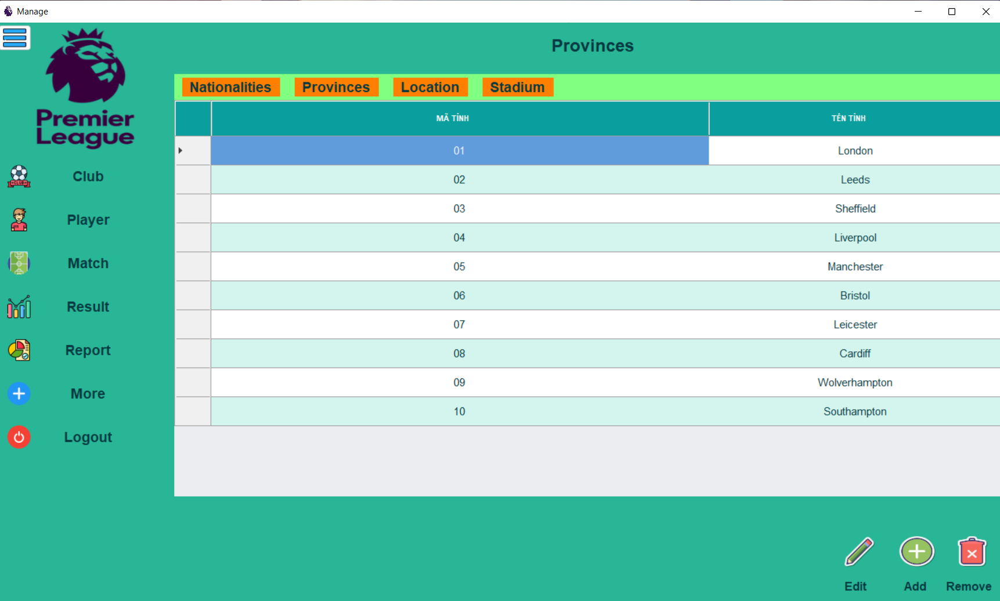 Manage
Premier
League
Provinces
Nationalities Provinces Location Stadium
MÃ TỈNH TÊN TỈNH
01 London
02 Leeds
03 Sheffield
04 Liverpool
05 Manchester
06 Bristol
07 Leicester
08 Cardiff
09 Wolverhampton
10 Southampton
CLUB
Club
Player
Match
Result
Report
More
Logout
Edit Add Remove